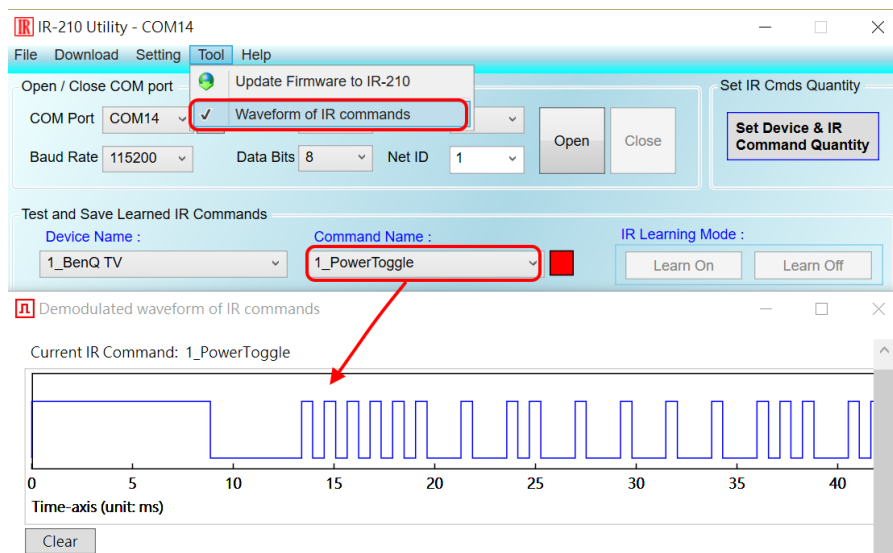 IR IR-210 Utility - COM14
File Download Setting Tool Help
Update Firmware to IR-210
Waveform of IR commands
Open / Close COM port
COM Port COM14
Baud Rate 115200 Data Bits 8 Net ID 1
Open Close
Set IR Cmds Quantity
Set Device & IR
Command Quantity
Test and Save Learned IR Commands
Device Name : Command Name : IR Learning Mode :
1_BenQ TV 1_PowerToggle Learn On Learn Off
Demodulated waveform of IR commands
Current IR Command: 1_PowerToggle
0 5 10 15 20 25 30 35 40
Time-axis (unit: ms)
Clear